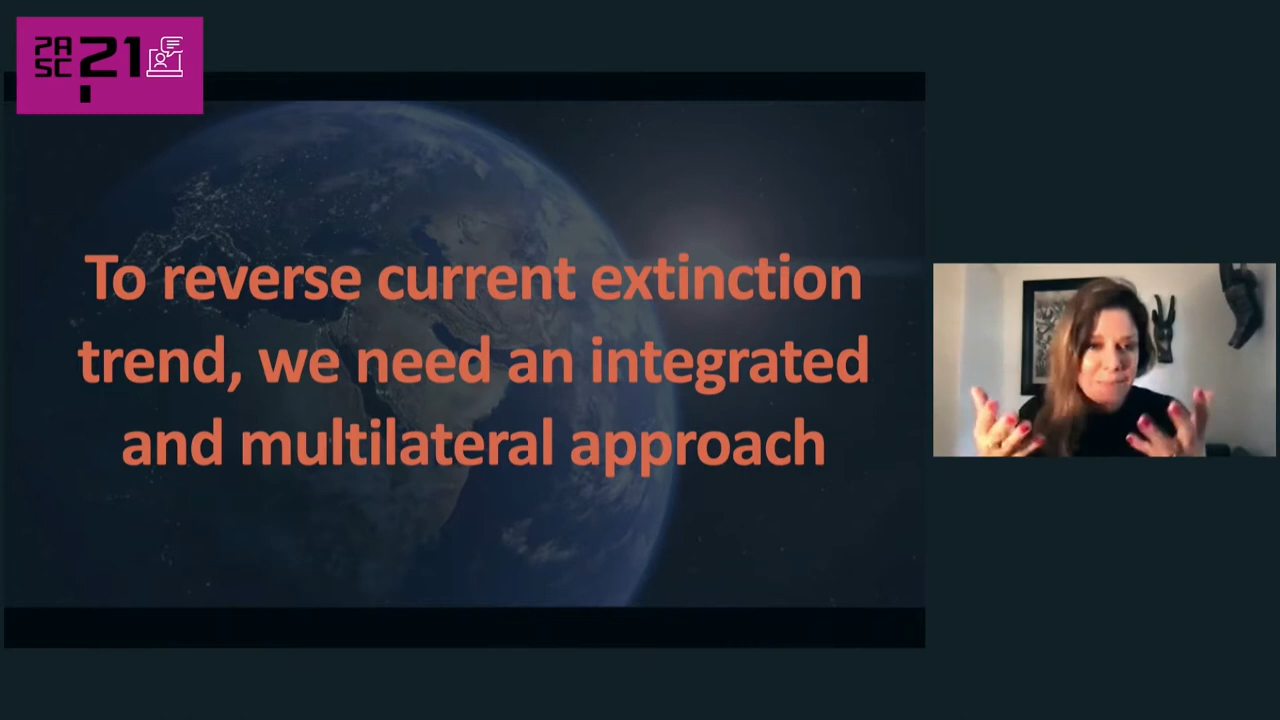 PA
SC 21
To reverse current extinction
trend, we need an integrated
and multilateral approach